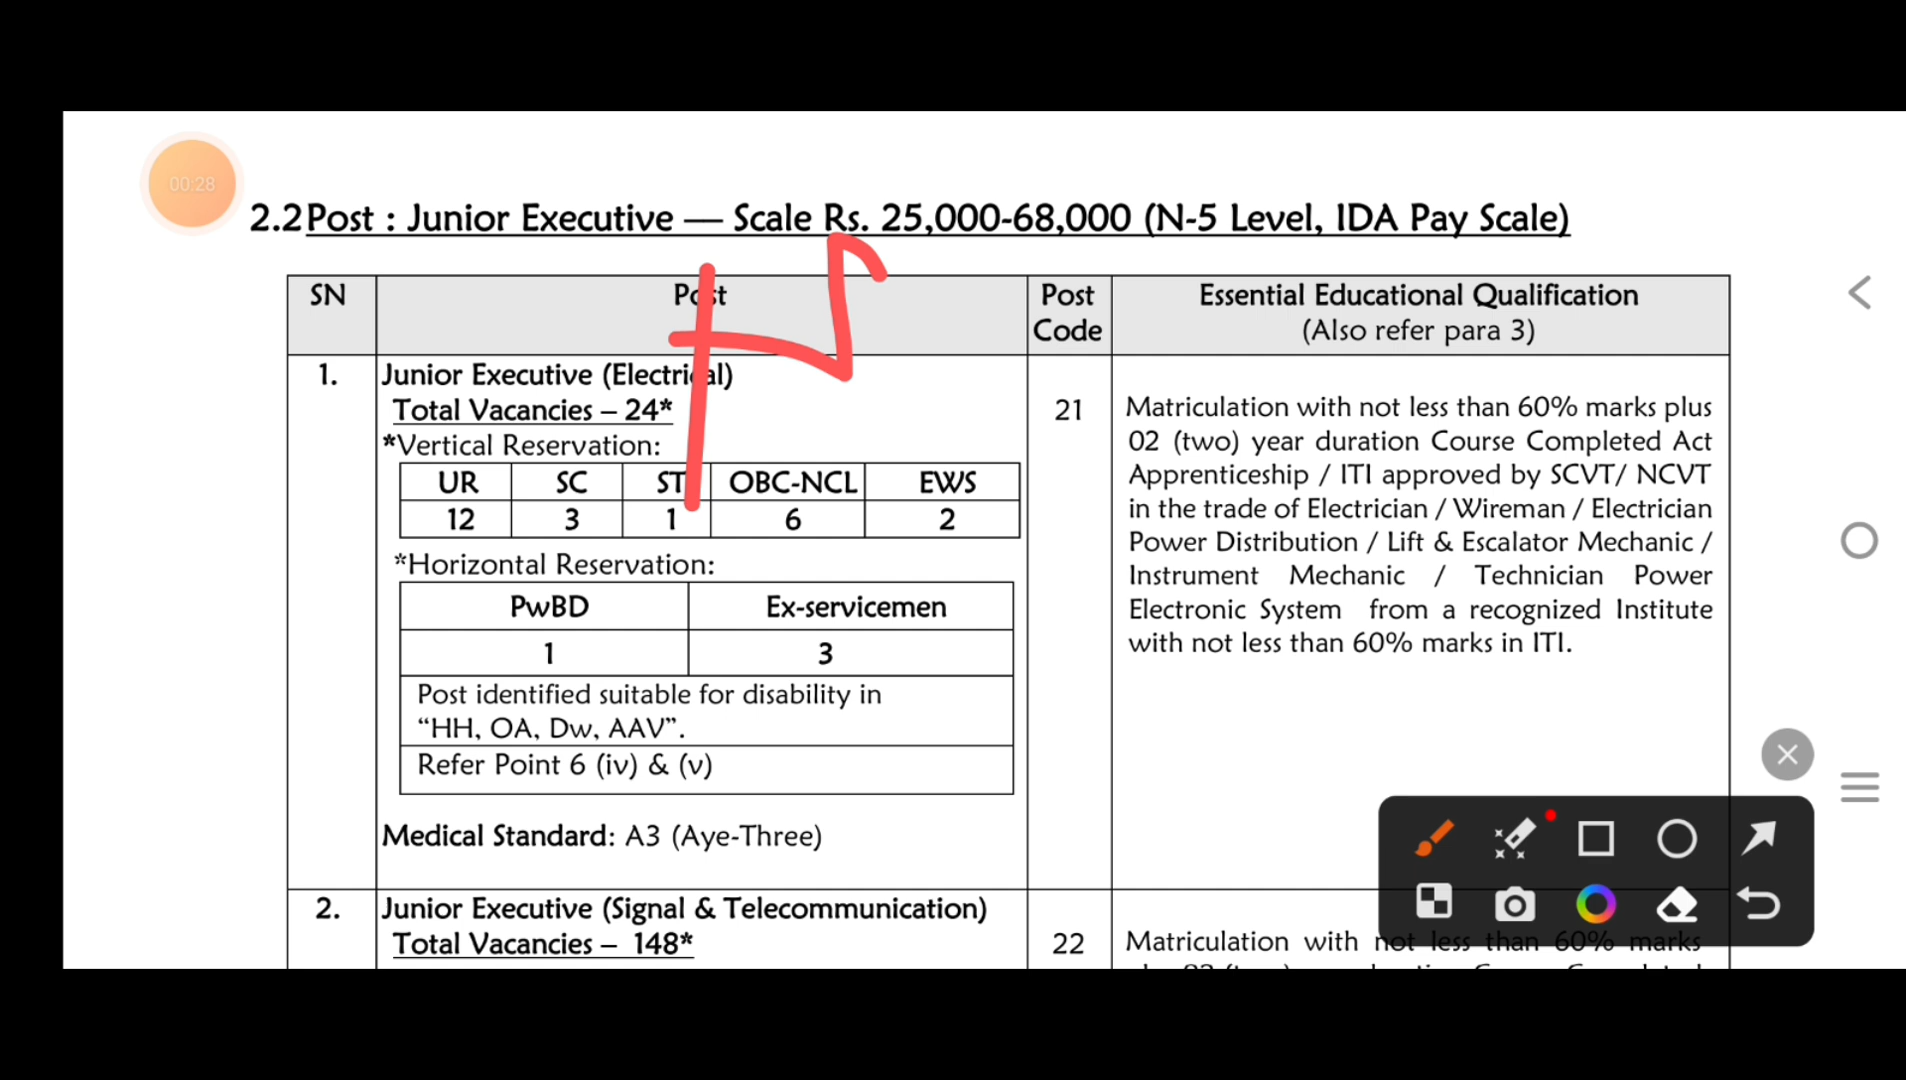 00:28
2.2 Post : Junior Executive — Scale Rs. 25,000-68,000 (N-5 Level, IDA Pay Scale)
SN Post Post Code Essential Educational Qualification
(Also refer para 3)
1. Junior Executive (Electrical)
Total Vacancies – 24*
*Vertical Reservation:
UR SC ST OBC-NCL EWS
12 3 1 6 2
*Horizontal Reservation:
PwBD Ex-servicemen
1 3
Post identified suitable for disability in
“HH, OA, Dw, AAV”.
Refer Point 6 (iv) & (v)
Medical Standard: A3 (Aye-Three)
21
Matriculation with not less than 60% marks plus
02 (two) year duration Course Completed Act
Apprenticeship / ITI approved by SCVT/ NCVT
in the trade of Electrician / Wireman / Electrician
Power Distribution / Lift & Escalator Mechanic /
Instrument Mechanic / Technician Power
Electronic System from a recognized Institute
with not less than 60% marks in ITI.
2. Junior Executive (Signal & Telecommunication)
Total Vacancies – 148*
22
Matriculation with not less than 60% marks